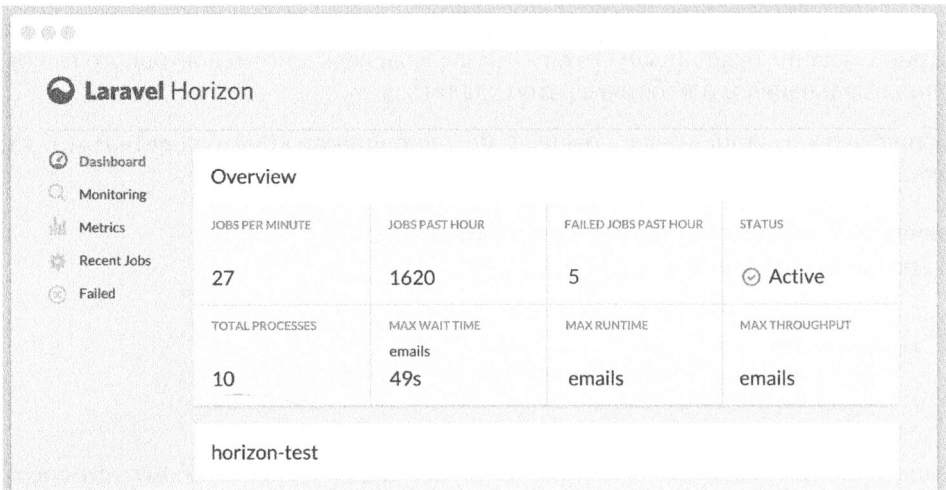 Laravel Horizon
Dashboard
Monitoring
Metrics
Recent Jobs
Failed
Overview
JOBS PER MINUTE
JOBS PAST HOUR
FAILED JOBS PAST HOUR
STATUS
27
1620
5
Active
TOTAL PROCESSES
MAX WAIT TIME
MAX RUNTIME
MAX THROUGHPUT
emails
10
49s
emails
emails
horizon-test